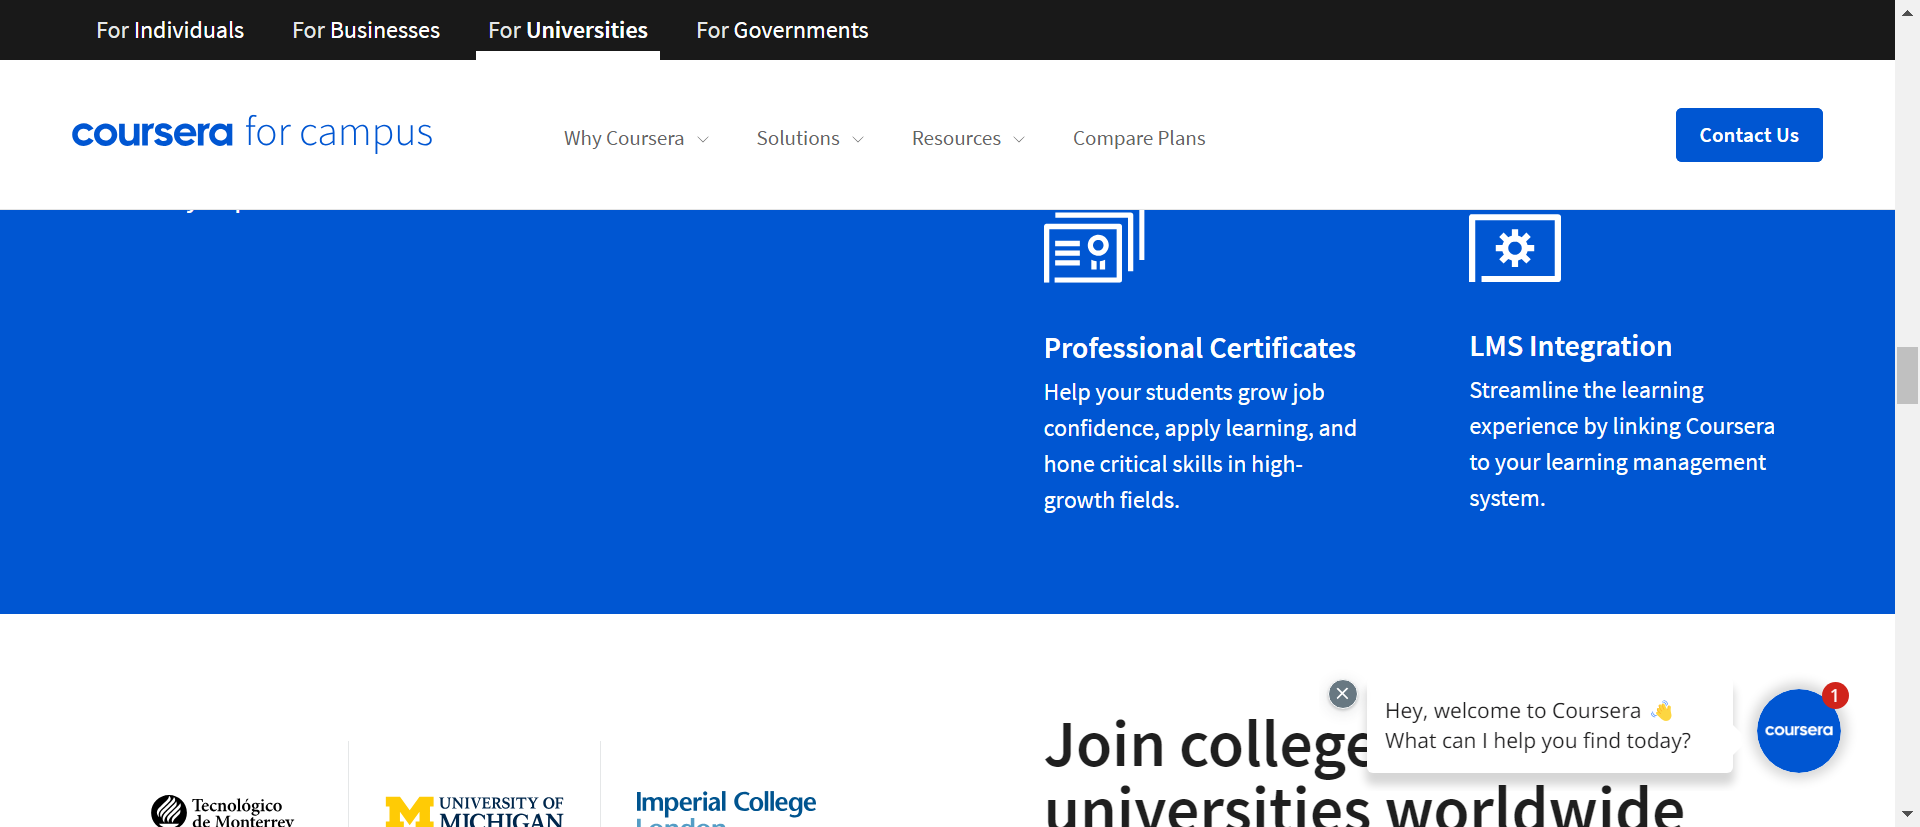 For Individuals
For Businesses
For Universities
For Governments
coursera for campus
Why Coursera
Solutions
Resources
Compare Plans
Contact Us
Professional Certificates
Help your students grow job
confidence, apply learning, and
hone critical skills in high-
growth fields.
LMS Integration
Streamline the learning
experience by linking Coursera
to your learning management
system.
Tecnológico
de Monterrey
UNIVERSITY OF
MICHIGAN
Imperial College
London
Join college
universities worldwide
Hey, welcome to Coursera 👋
What can I help you find today?
coursera
1